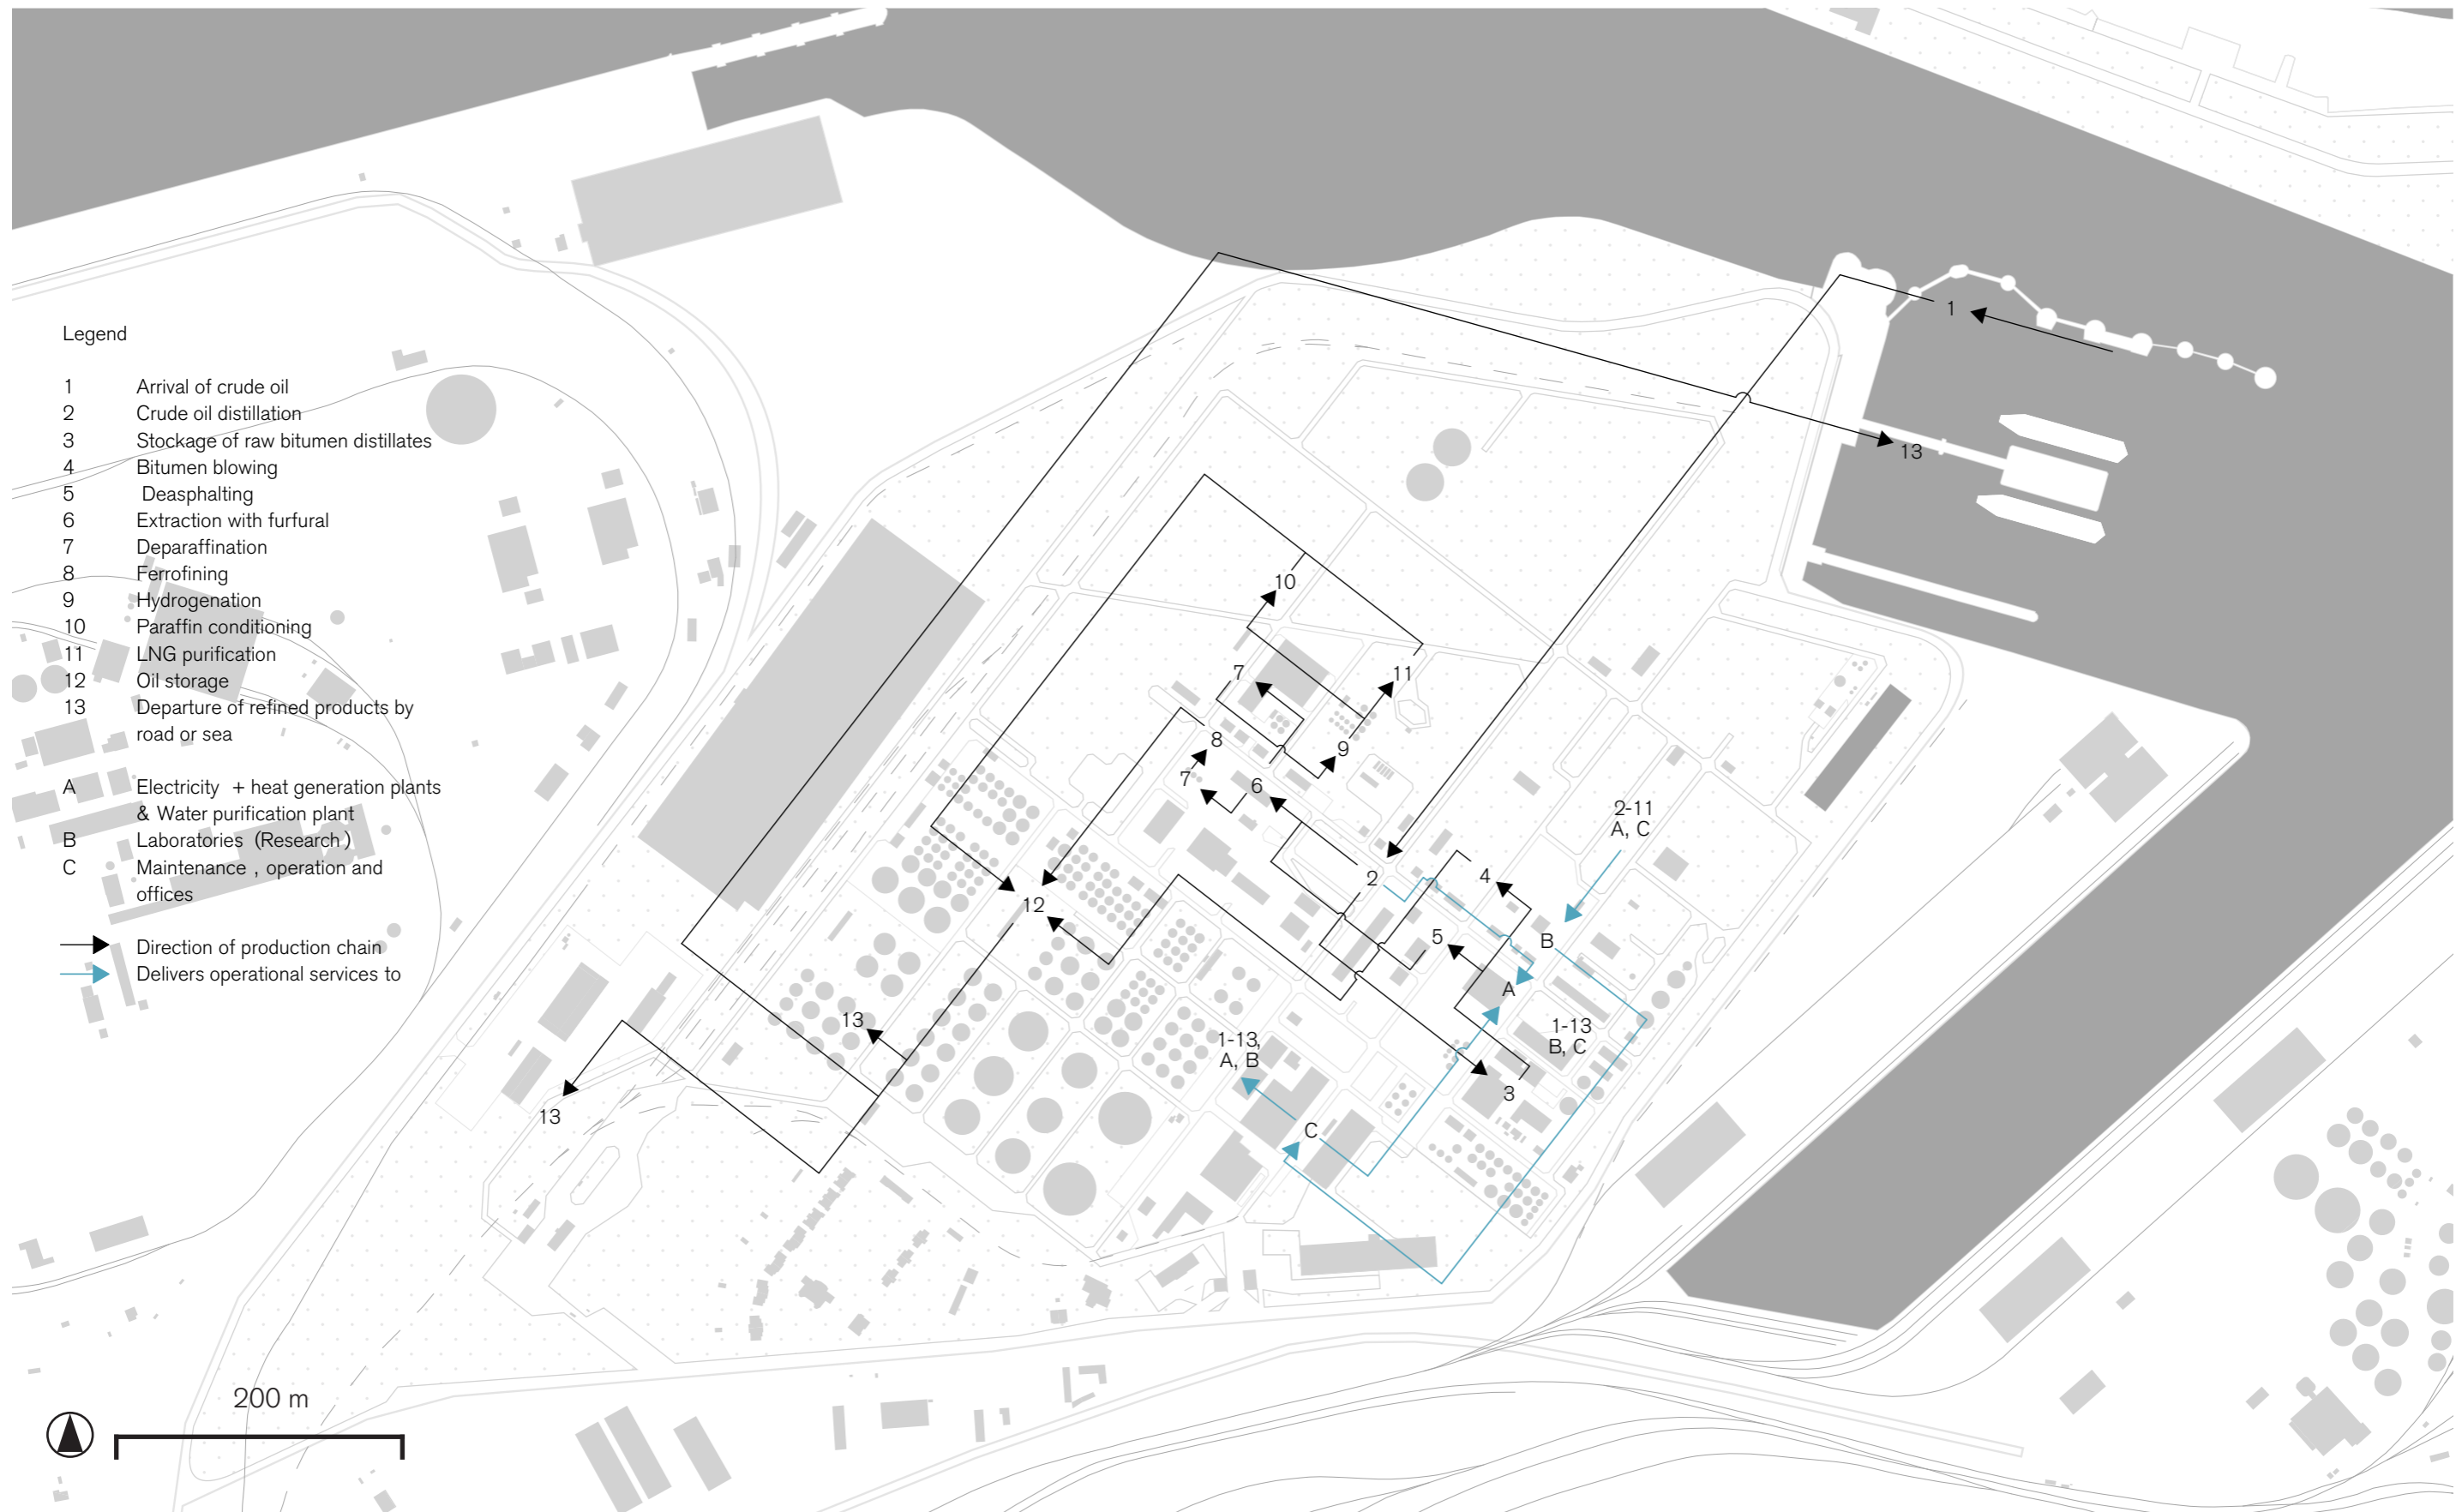 Legend
1 Arrival of crude oil
2 Crude oil distillation
3 Stockage of raw bitumen distillates
4 Bitumen blowing
5 Deasphalting
6 Extraction with furfural
7 Deparaffination
8 Ferrofining
9 Hydrogenation
10 Paraffin conditioning
11 LNG purification
12 Oil storage
13 Departure of refined products by
road or sea
A Electricity + heat generation plants
& Water purification plant
B Laboratories (Research)
C Maintenance , operation and
offices
Direction of production chain
Delivers operational services to
200 m
1
13
10
7
11
8
9
7
6
2-11
A, C
2
4
12
5
B
A
13
1-13
B, C
1-13,
A, B
3
13
C